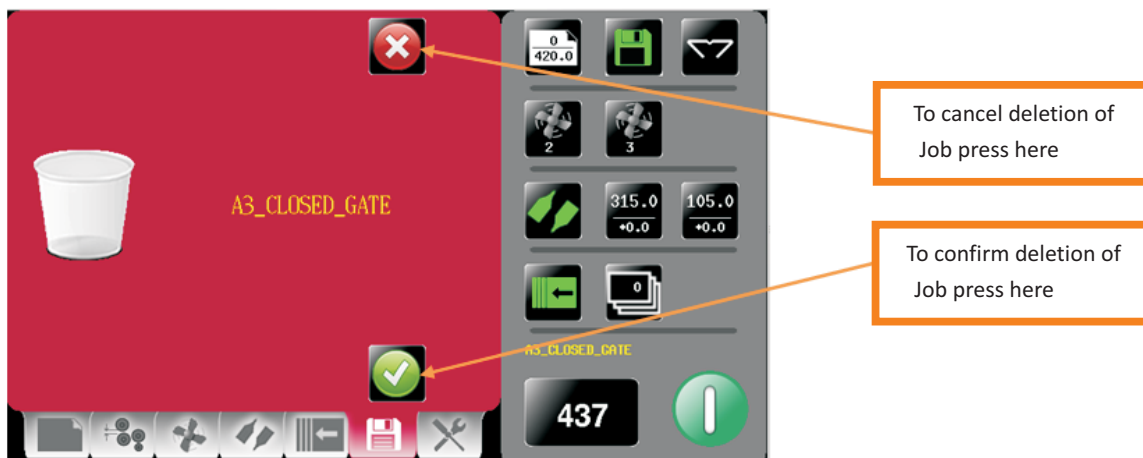 0
420.0
2
3
A3_CLOSED_GATE
315.0
+0.0
105.0
+0.0
0
A3_CLOSED_GATE
437
To cancel deletion of
Job press here
To confirm deletion of
Job press here